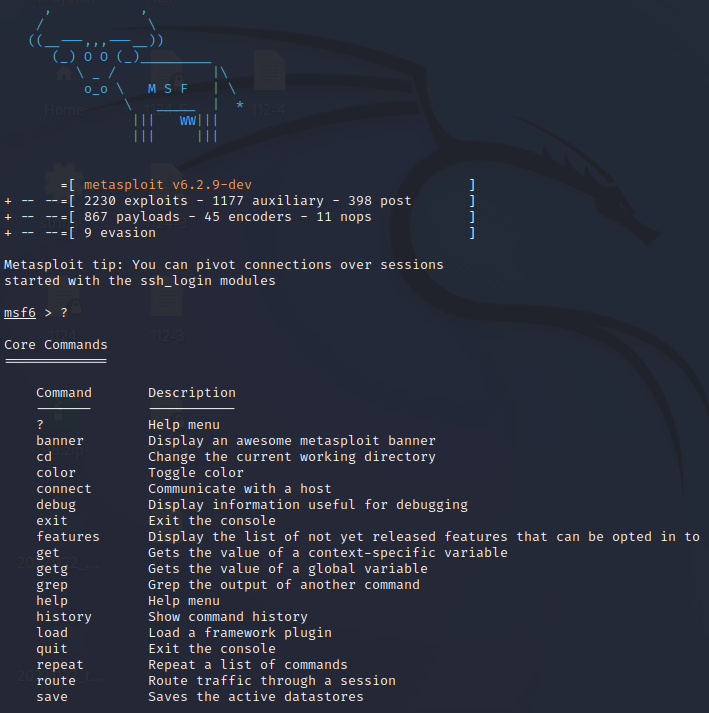 M S F
=[ metasploit v6.2.9-dev ]
+ -- --=[ 2230 exploits - 1177 auxiliary - 398 post ]
+ -- --=[ 867 payloads - 45 encoders - 11 nops ]
+ -- --=[ 9 evasion ]
Metasploit tip: You can pivot connections over sessions
started with the ssh_login modules
msf6 > ?
Core Commands
=============
Command Description
------- -----------
? Help menu
banner Display an awesome metasploit banner
cd Change the current working directory
color Toggle color
connect Communicate with a host
debug Display information useful for debugging
exit Exit the console
features Display the list of not yet released features that can be opted in to
get Gets the value of a context-specific variable
getg Gets the value of a global variable
grep Grep the output of another command
help Help menu
history Show command history
load Load a framework plugin
quit Exit the console
repeat Repeat a list of commands
route Route traffic through a session
save Saves the active datastores